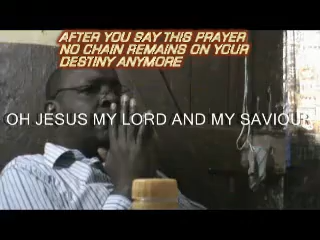 AFTER YOU SAY THIS PRAYER
NO CHAIN REMAINS ON YOUR
DESTINY ANYMORE
OH JESUS MY LORD AND MY SAVIOUR